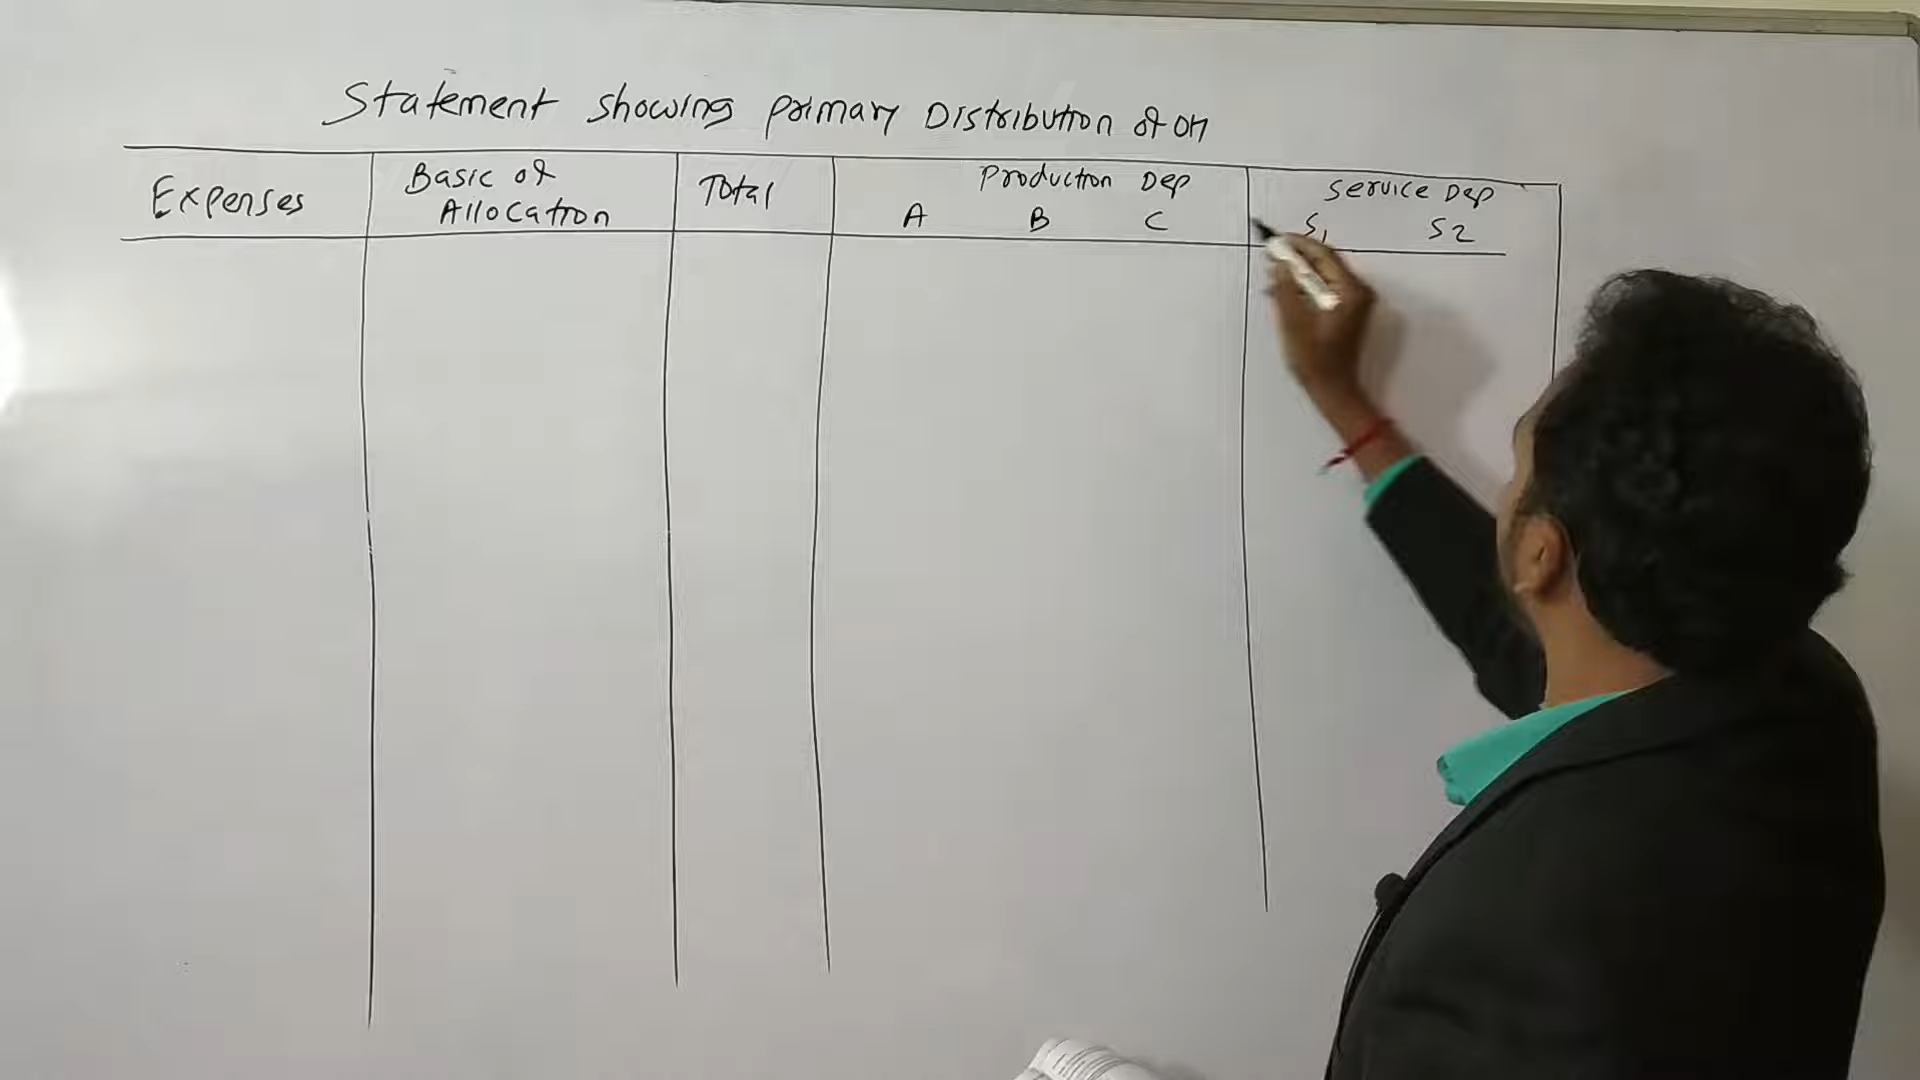 Statement showing primary Distribution of OH
Expenses
Basic of
Allocation
Total
Production Dep
A B C
Service Dep
S1 S2